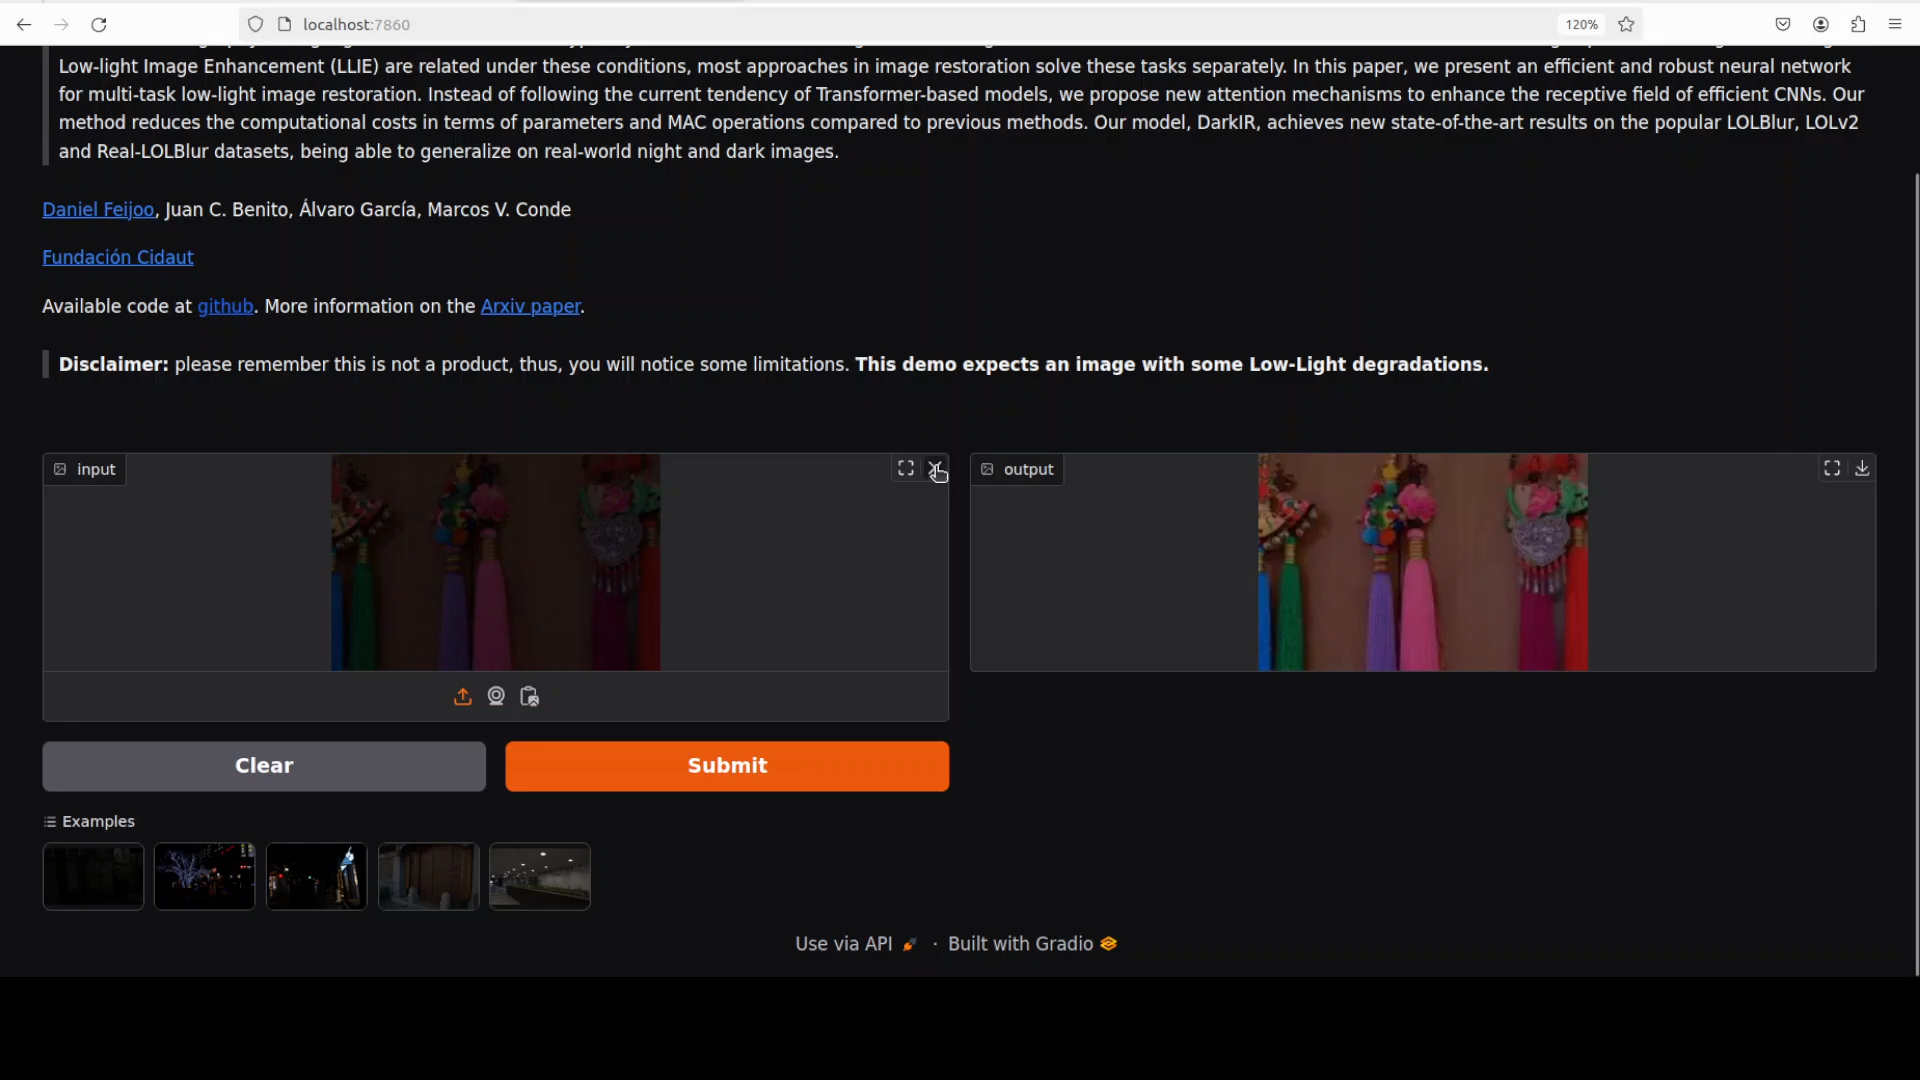 localhost:7860
120%
Low-light Image Enhancement (LLIE) are related under these conditions, most approaches in image restoration solve these tasks separately. In this paper, we present an efficient and robust neural network
for multi-task low-light image restoration. Instead of following the current tendency of Transformer-based models, we propose new attention mechanisms to enhance the receptive field of efficient CNNs. Our
method reduces the computational costs in terms of parameters and MAC operations compared to previous methods. Our model, DarkIR, achieves new state-of-the-art results on the popular LOLBlur, LOLv2
and Real-LOLBlur datasets, being able to generalize on real-world night and dark images.
Daniel Feijoo, Juan C. Benito, Álvaro García, Marcos V. Conde
Fundación Cidaut
Available code at github. More information on the Arxiv paper.
Disclaimer: please remember this is not a product, thus, you will notice some limitations. This demo expects an image with some Low-Light degradations.
input
output
Clear
Submit
Examples
Use via API · Built with Gradio